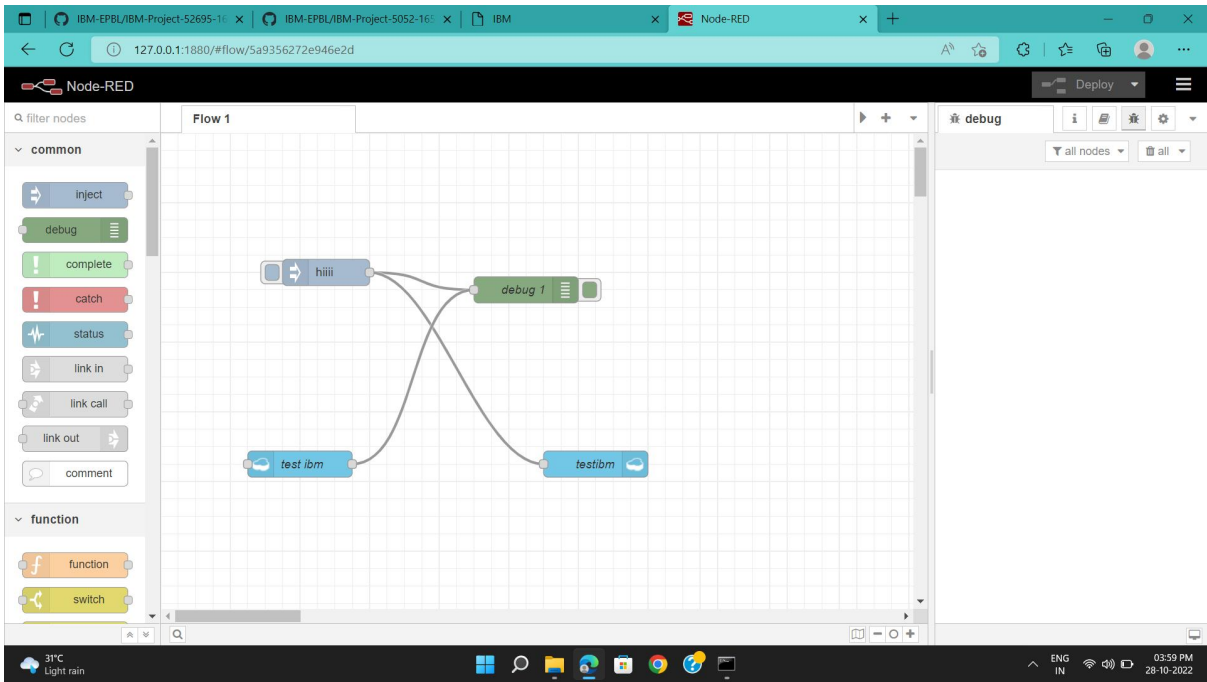 IBM-EPBL/IBM-Project-52695-16
IBM-EPBL/IBM-Project-5052-165
IBM
Node-RED
127.0.0.1:1880/#flow/5a9356272e946e2d
Node-RED
Deploy
filter nodes
Flow 1
debug
i
all nodes
all
common
inject
debug
complete
catch
status
link in
link call
link out
comment
function
function
switch
hiiii
debug 1
test ibm
testibm
31°C
Light rain
ENG
IN
03:59 PM
28-10-2022